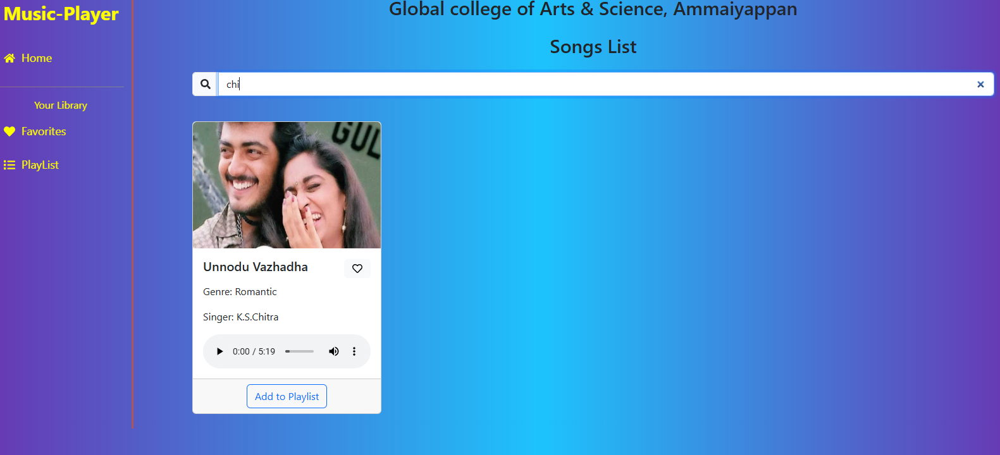 Music-Player
Home
Your Library
Favorites
PlayList
Global college of Arts & Science, Ammaiyappan
Songs List
chi
GUL
Unnodu Vazhadha
Genre: Romantic
Singer: K.S.Chitra
0:00 / 5:19
Add to Playlist